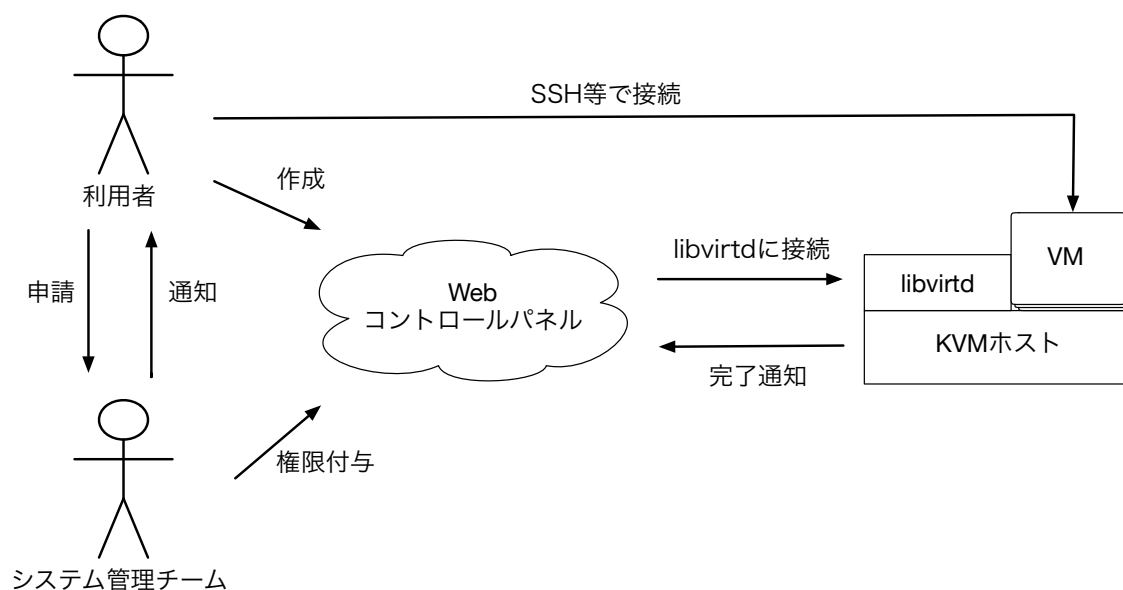 SSH等で接続
作成
利用者
libvirtdに接続
VM
申請
通知
Web
コントロールパネル
libvirtd
KVMホスト
完了通知
権限付与
システム管理チーム